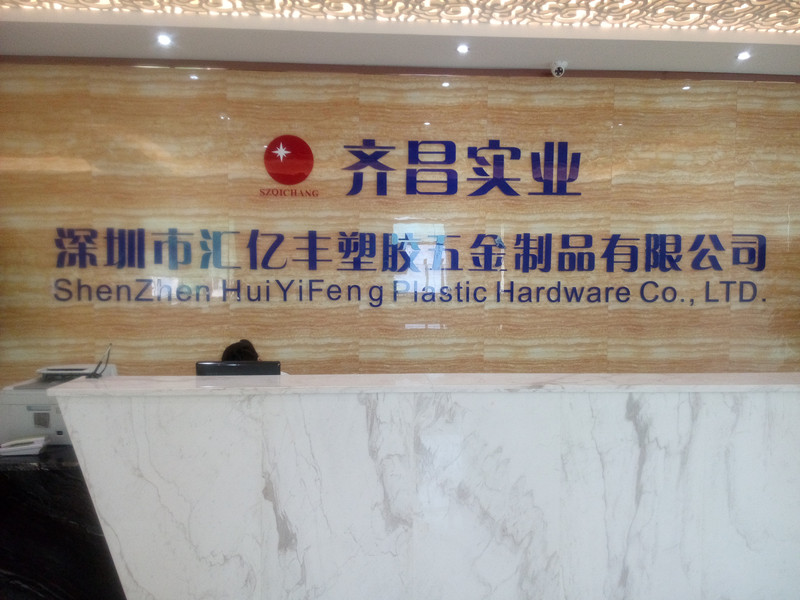 齐昌实业
SZQICHANG
深圳市汇亿丰塑胶五金制品有限公司
ShenZhen HuiYiFeng Plastic Hardware Co., LTD.